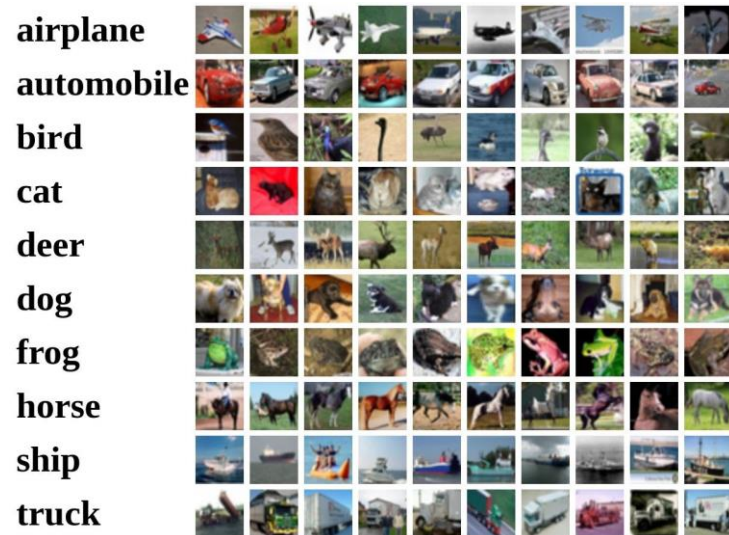 airplane
automobile
bird
cat
deer
dog
frog
horse
ship
truck